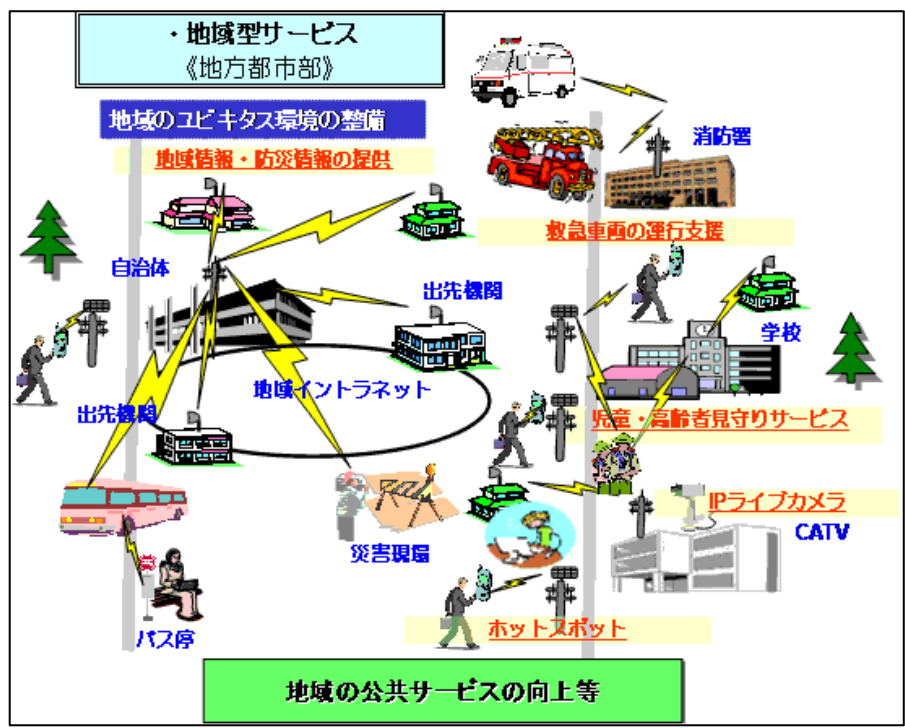 ・地域型サービス
《地方都市部》
地域のユビキタス環境の整備
地域情報・防災情報の提供
消防署
救急車両の運行支援
自治体
出先機関
学校
地域イントラネット
出先機関
児童・高齢者見守りサービス
IPライブカメラ
CATV
災害現場
ホットスポット
バス停
地域の公共サービスの向上等